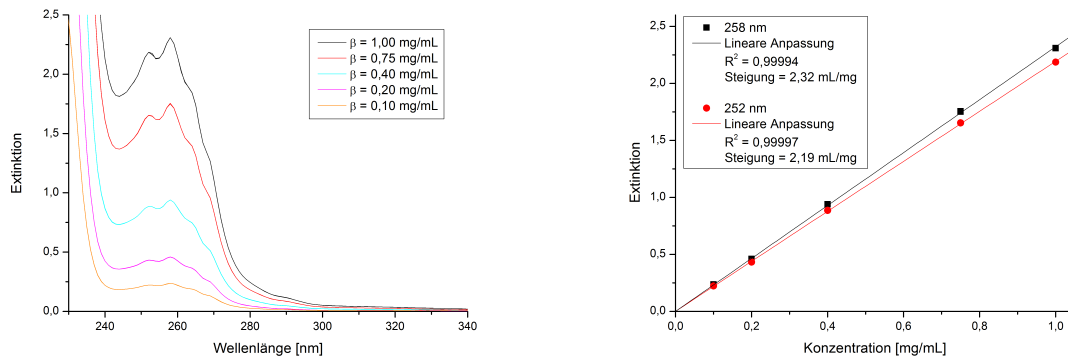 2,5
2,0
1,5
1,0
0,5
0,0
Extinktion
240 260 280 300 320 340
Wellenlänge [nm]
β = 1,00 mg/mL
β = 0,75 mg/mL
β = 0,40 mg/mL
β = 0,20 mg/mL
β = 0,10 mg/mL
2,5
2,0
1,5
1,0
0,5
0,0
Extinktion
0,0 0,2 0,4 0,6 0,8 1,0
Konzentration [mg/mL]
258 nm
Lineare Anpassung
R² = 0,99994
Steigung = 2,32 mL/mg
252 nm
Lineare Anpassung
R² = 0,99997
Steigung = 2,19 mL/mg